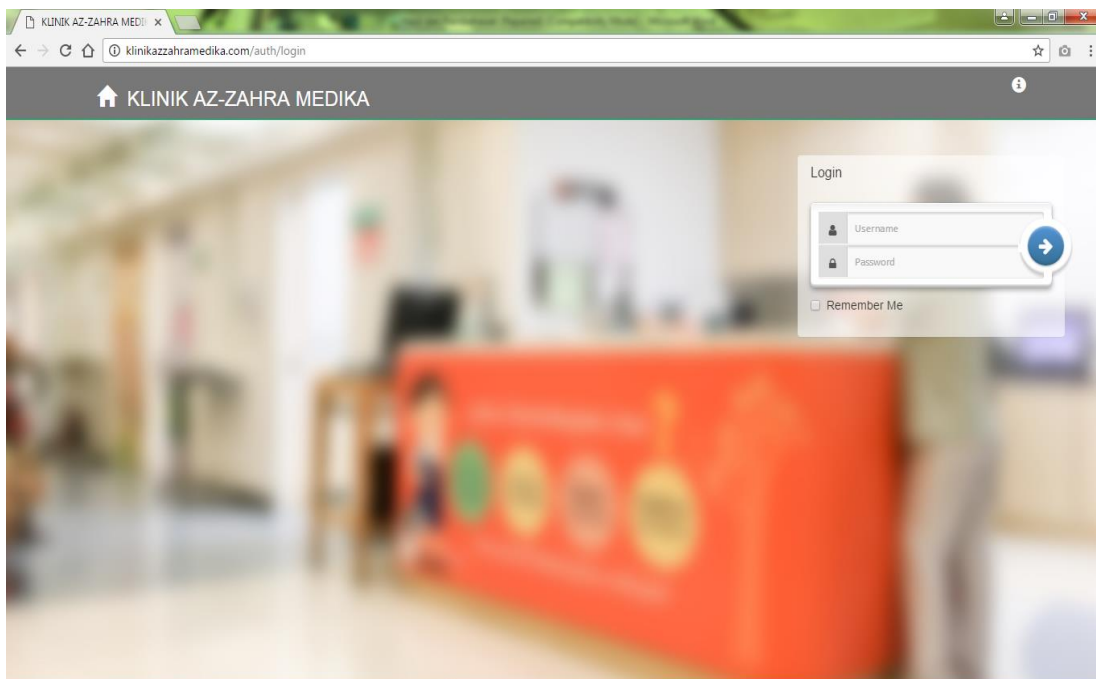 KLINIK AZ-ZAHRA MEDI
klinikazzahramedika.com/auth/login
KLINIK AZ-ZAHRA MEDIKA
Login
Username
Password
Remember Me